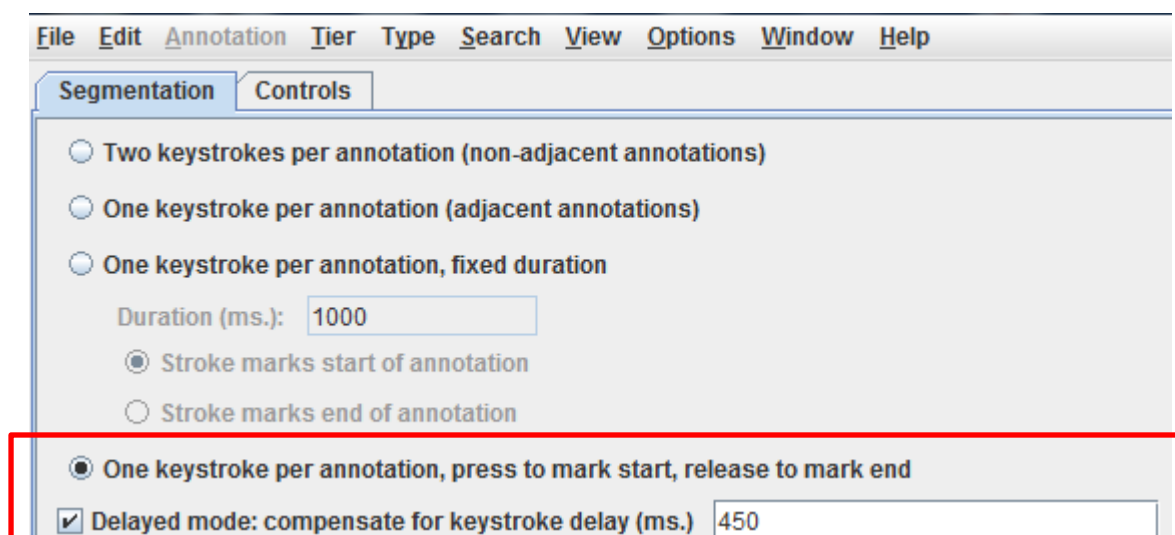 File Edit Annotation Tier Type Search View Options Window Help
Segmentation Controls
Two keystrokes per annotation (non-adjacent annotations)
One keystroke per annotation (adjacent annotations)
One keystroke per annotation, fixed duration
Duration (ms.): 1000
Stroke marks start of annotation
Stroke marks end of annotation
One keystroke per annotation, press to mark start, release to mark end
Delayed mode: compensate for keystroke delay (ms.) 450